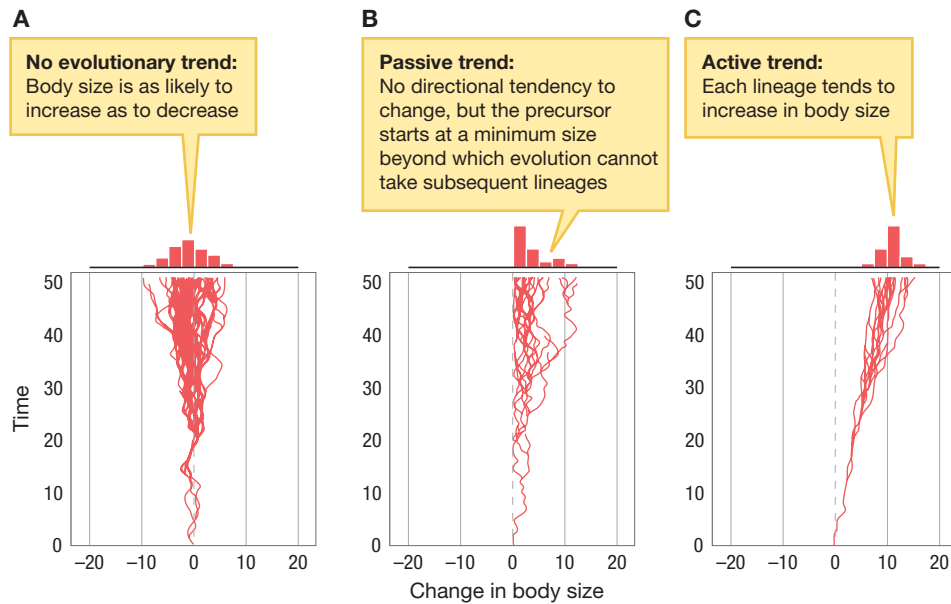 A
No evolutionary trend:
Body size is as likely to
increase as to decrease
B
Passive trend:
No directional tendency to
change, but the precursor
starts at a minimum size
beyond which evolution cannot
take subsequent lineages
C
Active trend:
Each lineage tends to
increase in body size
Time
50
40
30
20
10
0
–20
–10
0
10
20
50
40
30
20
10
0
–20
–10
0
10
20
50
40
30
20
10
0
–20
–10
0
10
20
Change in body size